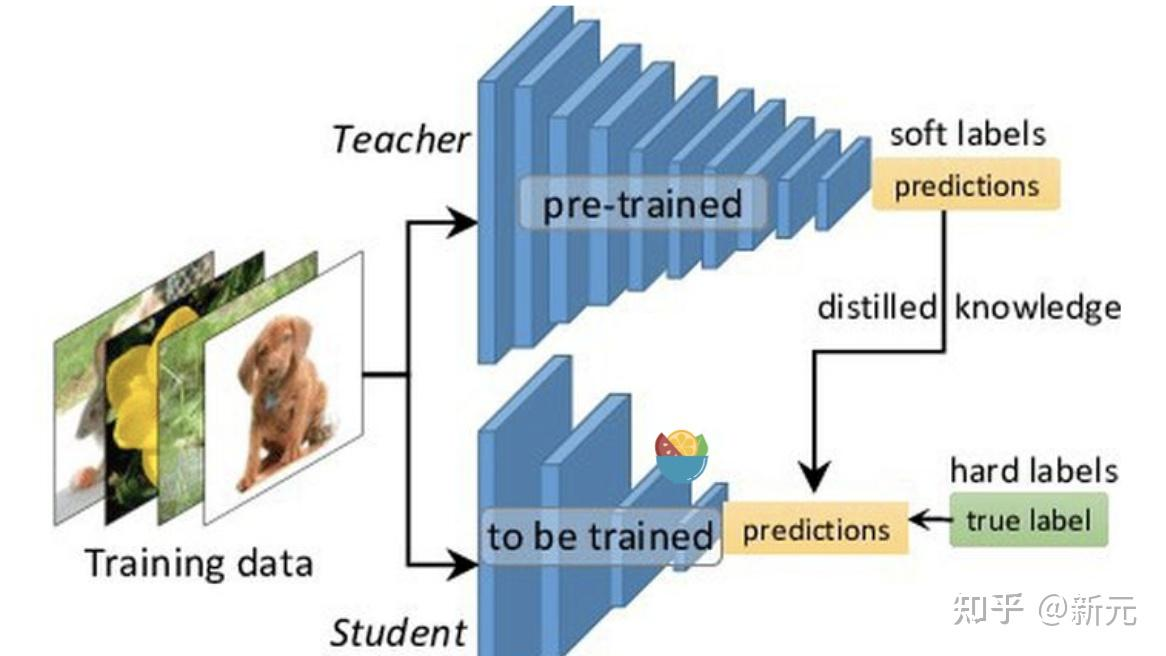 Teacher
soft labels
pre-trained
predictions
distilled knowledge
Training data
to be trained
predictions
hard labels
true label
Student
知乎 @新元